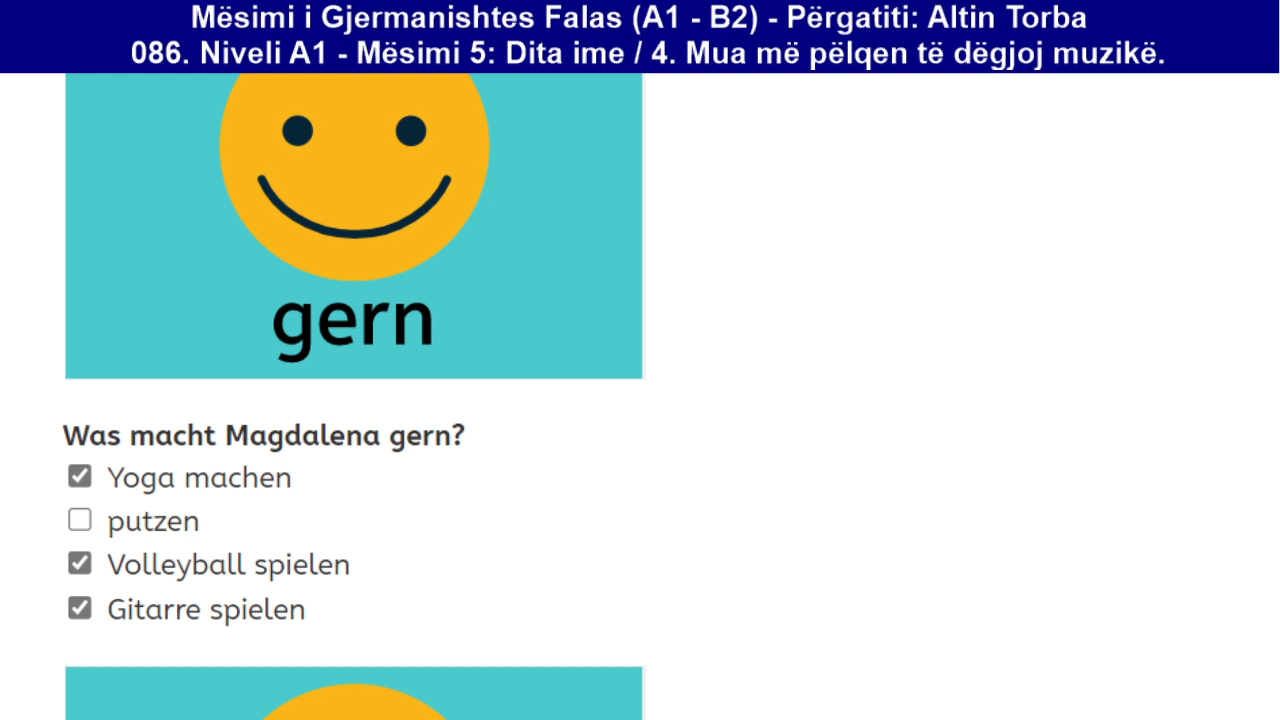 Mësimi i Gjermanishtes Falas (A1 - B2) - Përgatiti: Altin Torba
086. Niveli A1 - Mësimi 5: Dita ime / 4. Mua më pëlqen të dëgjoj muzikë.
gern
Was macht Magdalena gern?
Yoga machen
putzen
Volleyball spielen
Gitarre spielen